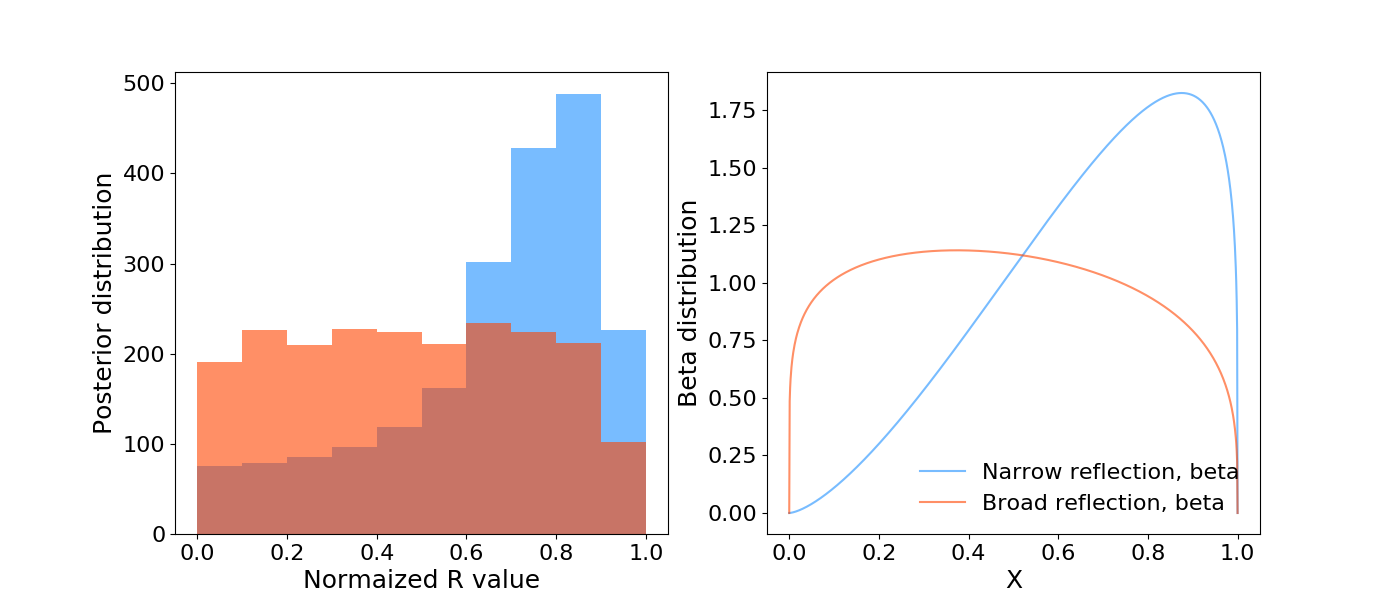 Posterior distribution
500
400
300
200
100
0
0.0 0.2 0.4 0.6 0.8 1.0
Normaized R value
Beta distribution
1.75
1.50
1.25
1.00
0.75
0.50
0.25
0.00
Narrow reflection, beta
Broad reflection, beta
0.0 0.2 0.4 0.6 0.8 1.0
X